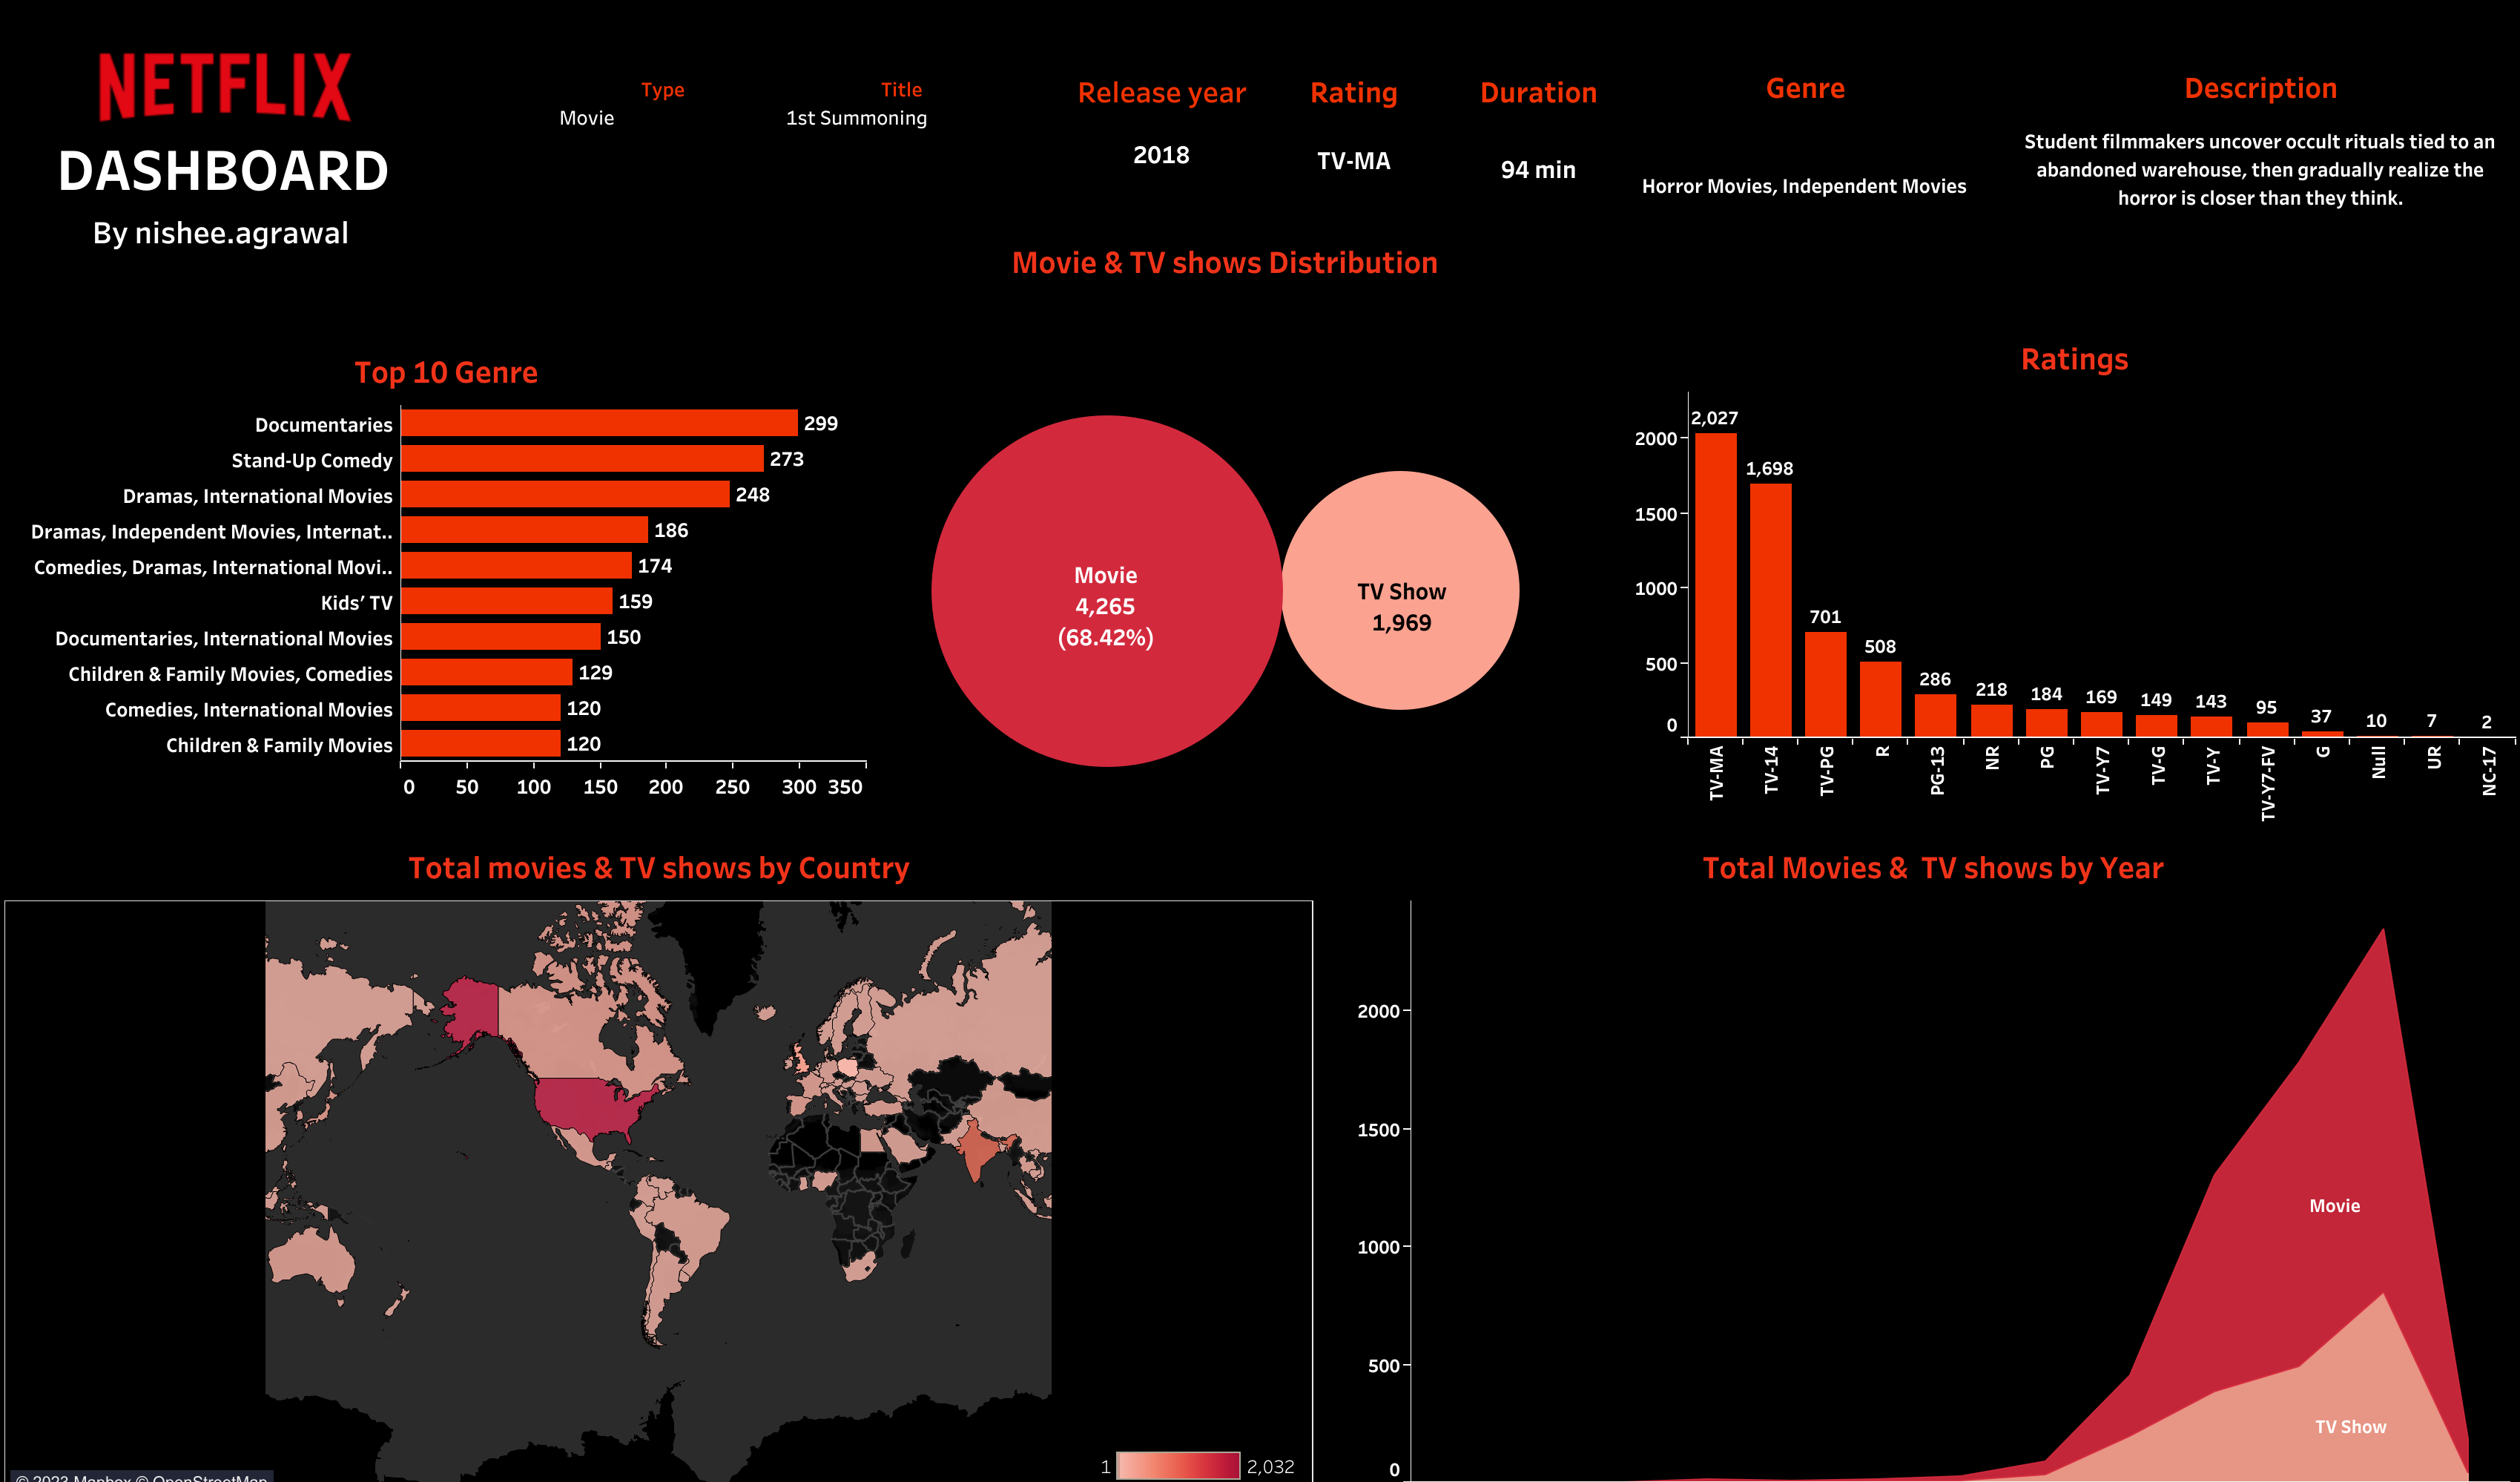 NETFLIX
DASHBOARD
By nishee.agrawal
Type
Movie
Title
1st Summoning
Release year
2018
Rating
TV-MA
Duration
94 min
Genre
Horror Movies, Independent Movies
Description
Student filmmakers uncover occult rituals tied to an
abandoned warehouse, then gradually realize the
horror is closer than they think.
Movie & TV shows Distribution
Top 10 Genre
Documentaries 299
Stand-Up Comedy 273
Dramas, International Movies 248
Dramas, Independent Movies, Internat.. 186
Comedies, Dramas, International Movi.. 174
Kids' TV 159
Documentaries, International Movies 150
Children & Family Movies, Comedies 129
Comedies, International Movies 120
Children & Family Movies 120
0 50 100 150 200 250 300 350
Movie
4,265
(68.42%)
TV Show
1,969
Ratings
2000
1500
1000
500
0
2,027 1,698 701 508 286 218 184 169 149 143 95 37 10 7 2
TV-MA TV-14 TV-PG R PG-13 NR PG TV-Y7 TV-G TV-Y TV-Y7-FV G Null UR NC-17
Total movies & TV shows by Country
1 2,032
© 2023 Mapbox © OpenStreetMap
Total Movies & TV shows by Year
2000
1500
1000
500
0
Movie
TV Show